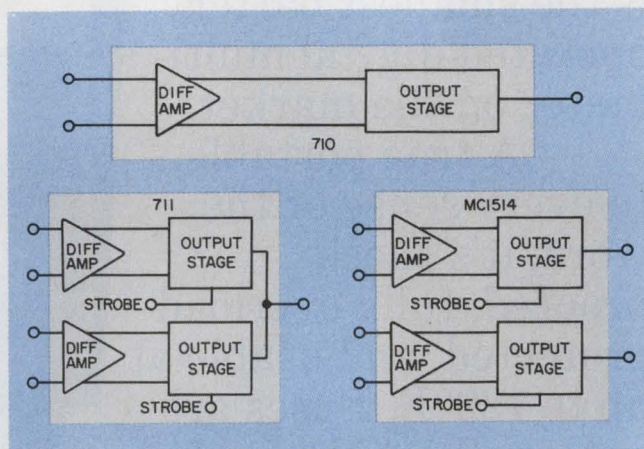 DIFF
AMP
OUTPUT
STAGE
710
711
DIFF
AMP
OUTPUT
STAGE
STROBE
DIFF
AMP
OUTPUT
STAGE
STROBE
MC1514
DIFF
AMP
OUTPUT
STAGE
STROBE
DIFF
AMP
OUTPUT
STAGE
STROBE